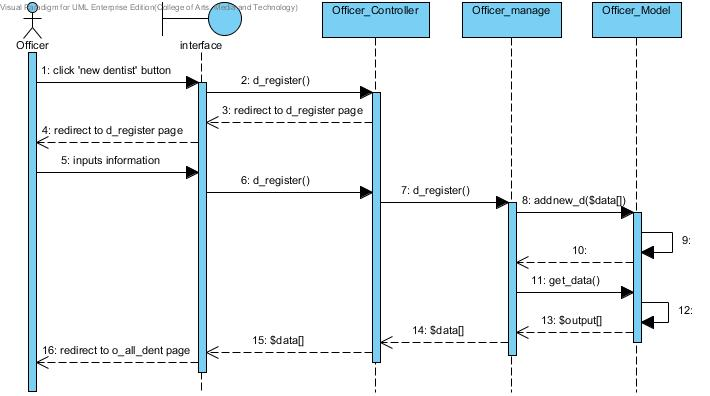 Visual Paradigm for UML Enterprise Edition(College of Arts, Media and Technology)
Officer
interface
Officer_Controller
Officer_manage
Officer_Model
1: click 'new dentist' button
2: d_register()
3: redirect to d_register page
4: redirect to d_register page
5: inputs information
6: d_register()
7: d_register()
8: addnew_d($data[])
9:
10:
11: get_data()
12:
13: $output[]
14: $data[]
15: $data[]
16: redirect to o_all_dent page